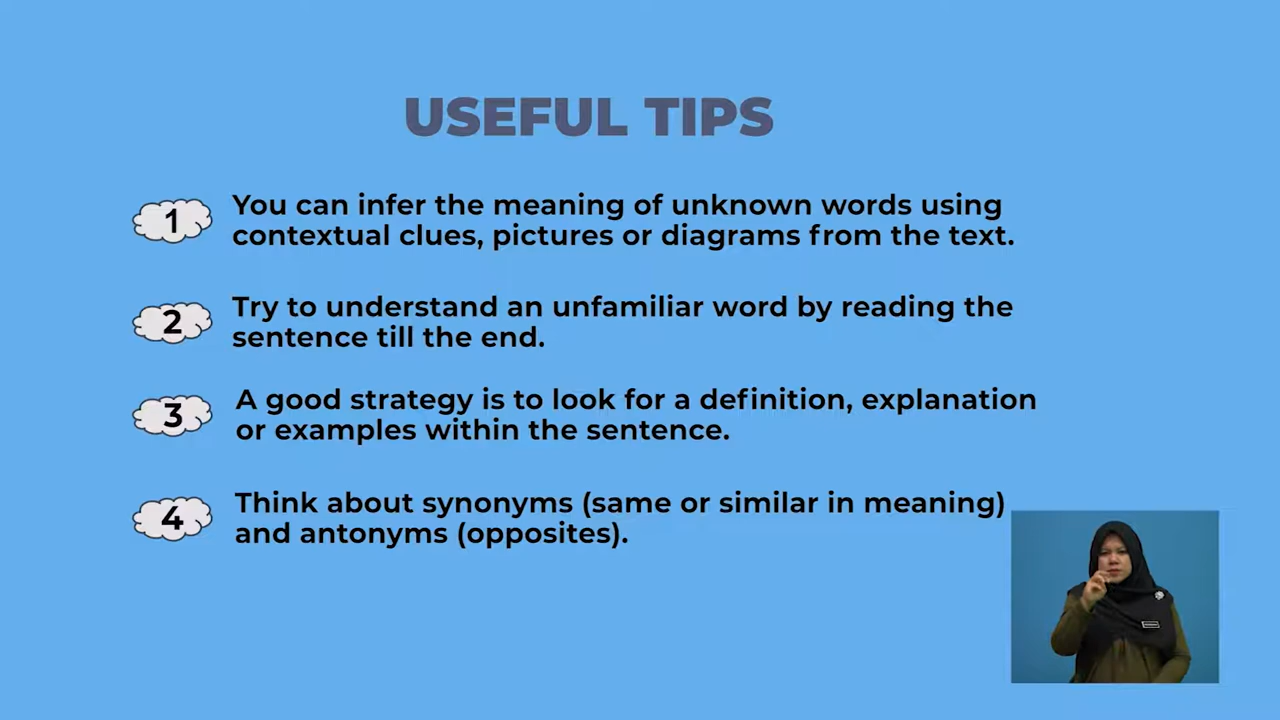 USEFUL TIPS
1
You can infer the meaning of unknown words using
contextual clues, pictures or diagrams from the text.
2
Try to understand an unfamiliar word by reading the
sentence till the end.
3
A good strategy is to look for a definition, explanation
or examples within the sentence.
4
Think about synonyms (same or similar in meaning)
and antonyms (opposites).